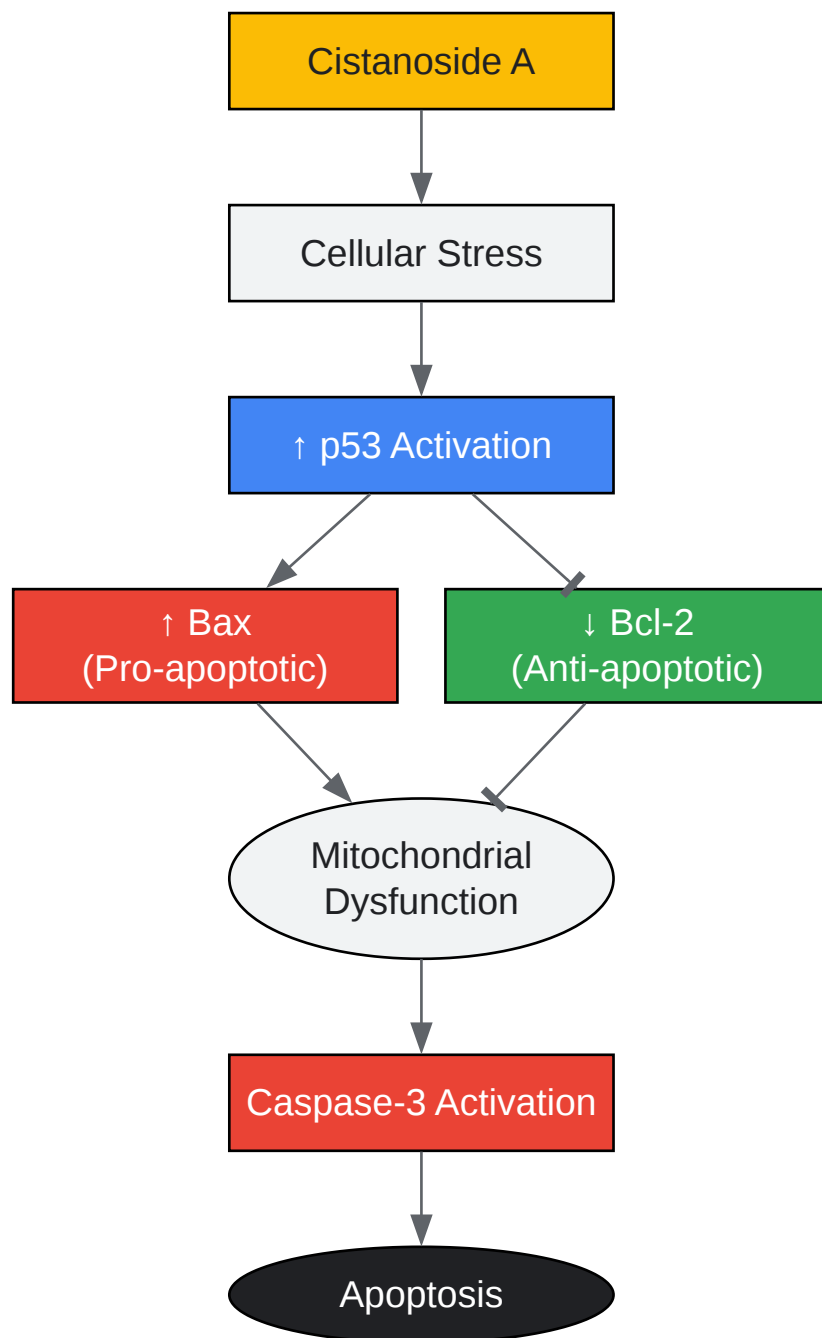 Cistanoside A
Cellular Stress
↑ p53 Activation
↑ Bax
(Pro-apoptotic)
↓ Bcl-2
(Anti-apoptotic)
Mitochondrial
Dysfunction
Caspase-3 Activation
Apoptosis